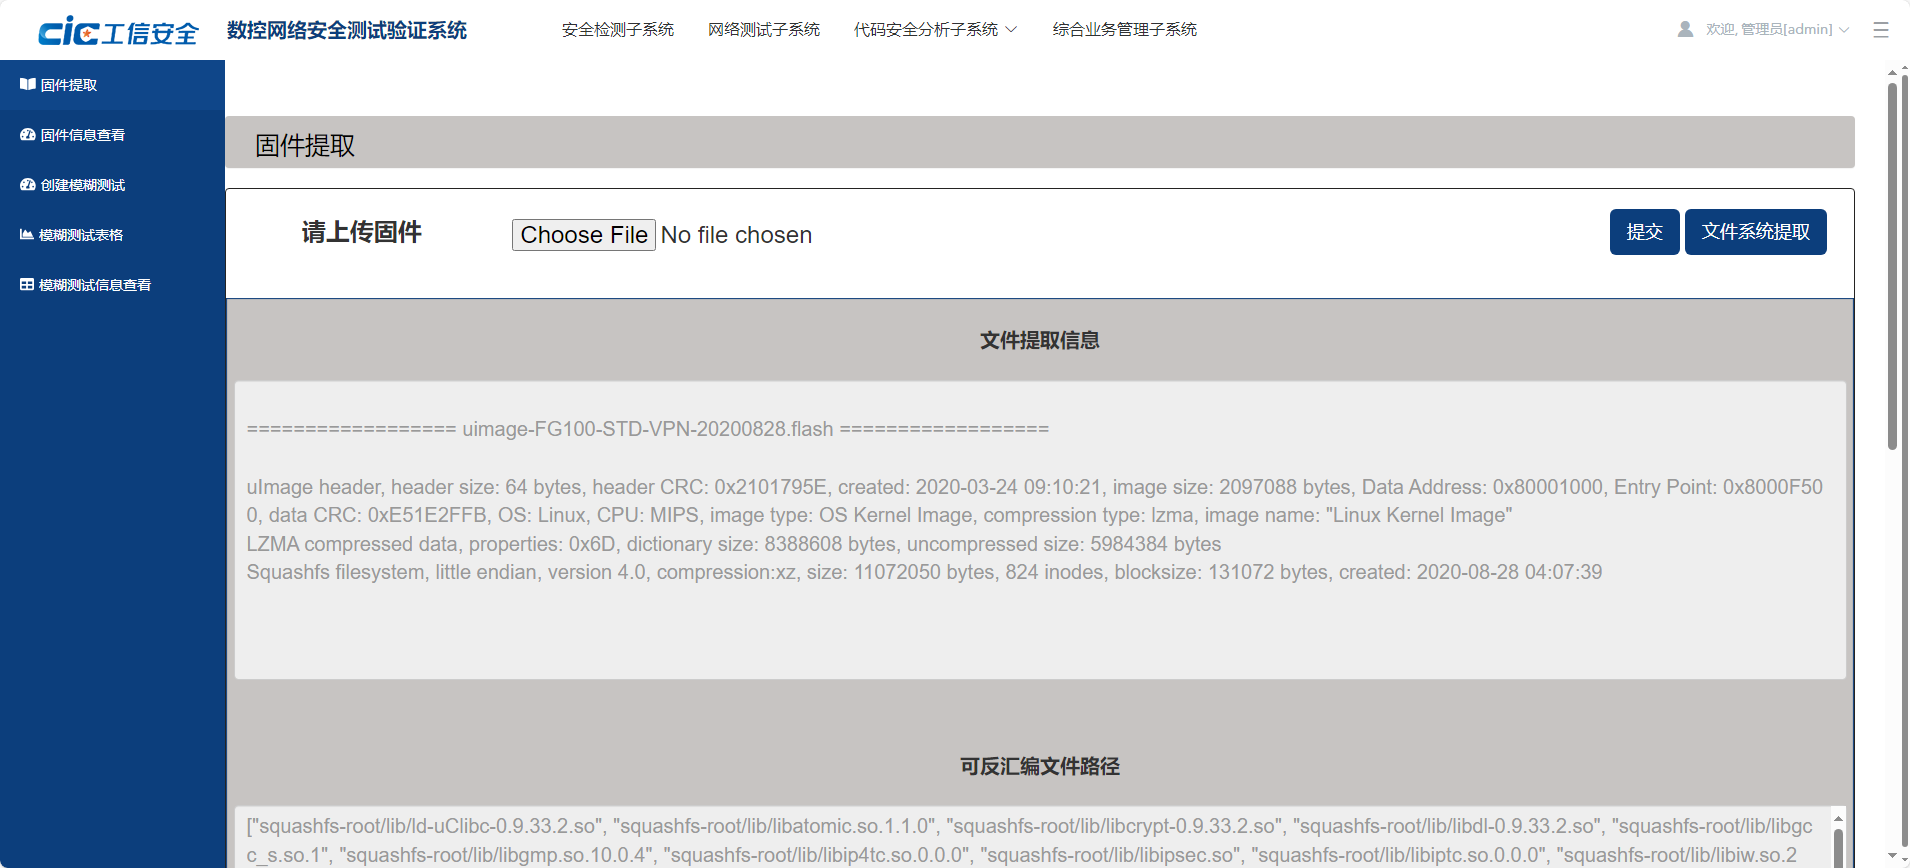 cic工信安全 数控网络安全测试验证系统 安全检测子系统 网络测试子系统 代码安全分析子系统 综合业务管理子系统 欢迎, 管理员[admin]
固件提取
固件信息查看
创建模糊测试
模糊测试表格
模糊测试信息查看
固件提取
请上传固件 Choose File No file chosen 提交 文件系统提取
文件提取信息
================== uimage-FG100-STD-VPN-20200828.flash ==================
uImage header, header size: 64 bytes, header CRC: 0x2101795E, created: 2020-03-24 09:10:21, image size: 2097088 bytes, Data Address: 0x80001000, Entry Point: 0x8000F50
0, data CRC: 0xE51E2FFB, OS: Linux, CPU: MIPS, image type: OS Kernel Image, compression type: lzma, image name: "Linux Kernel Image"
LZMA compressed data, properties: 0x6D, dictionary size: 8388608 bytes, uncompressed size: 5984384 bytes
Squashfs filesystem, little endian, version 4.0, compression:xz, size: 11072050 bytes, 824 inodes, blocksize: 131072 bytes, created: 2020-08-28 04:07:39
可反汇编文件路径
["squashfs-root/lib/ld-uClibc-0.9.33.2.so", "squashfs-root/lib/libatomic.so.1.1.0", "squashfs-root/lib/libcrypt-0.9.33.2.so", "squashfs-root/lib/libdl-0.9.33.2.so", "squashfs-root/lib/libgc
c_s.so.1", "squashfs-root/lib/libgmp.so.10.0.4", "squashfs-root/lib/libip4tc.so.0.0.0", "squashfs-root/lib/libipsec.so", "squashfs-root/lib/libiptc.so.0.0.0", "squashfs-root/lib/libiw.so.2